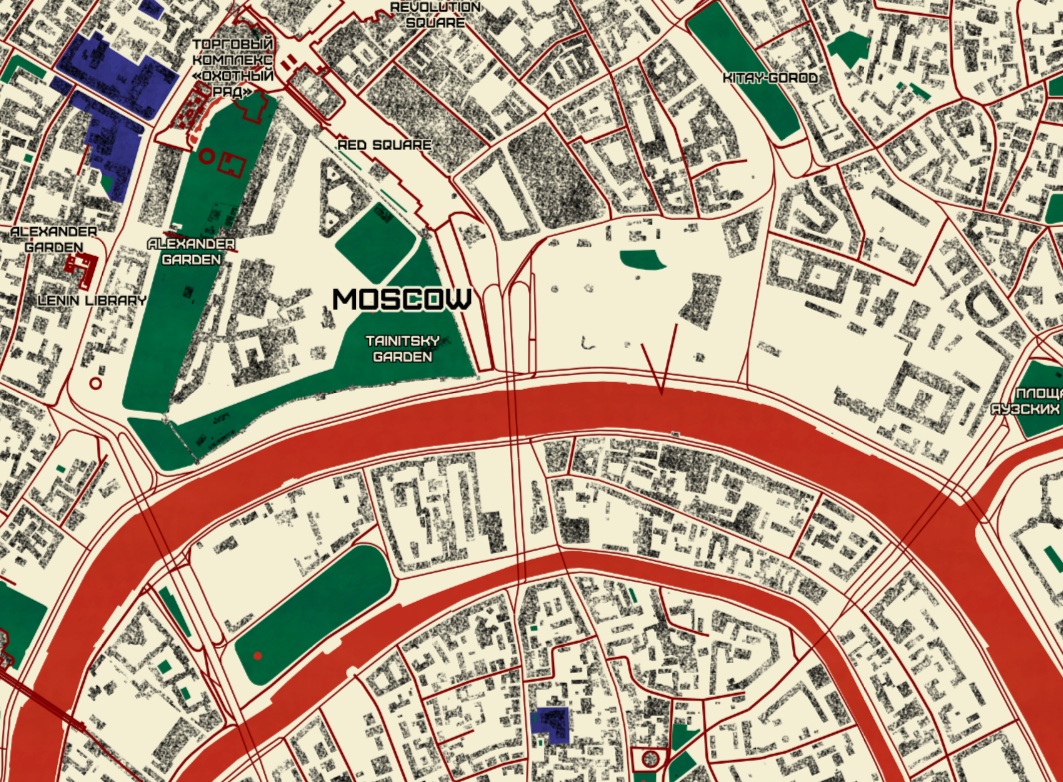 REVOLUTION
SQUARE
ТОРГОВЫЙ
КОМПЛЕКС
«ОХОТНЫЙ
РЯД»
KITAY-GOROD
RED SQUARE
ALEXANDER
GARDEN
ALEXANDER
GARDEN
LENIN LIBRARY
MOSCOW
TAINITSKY
GARDEN
ПЛОЩА
ЯУЗСКИХ